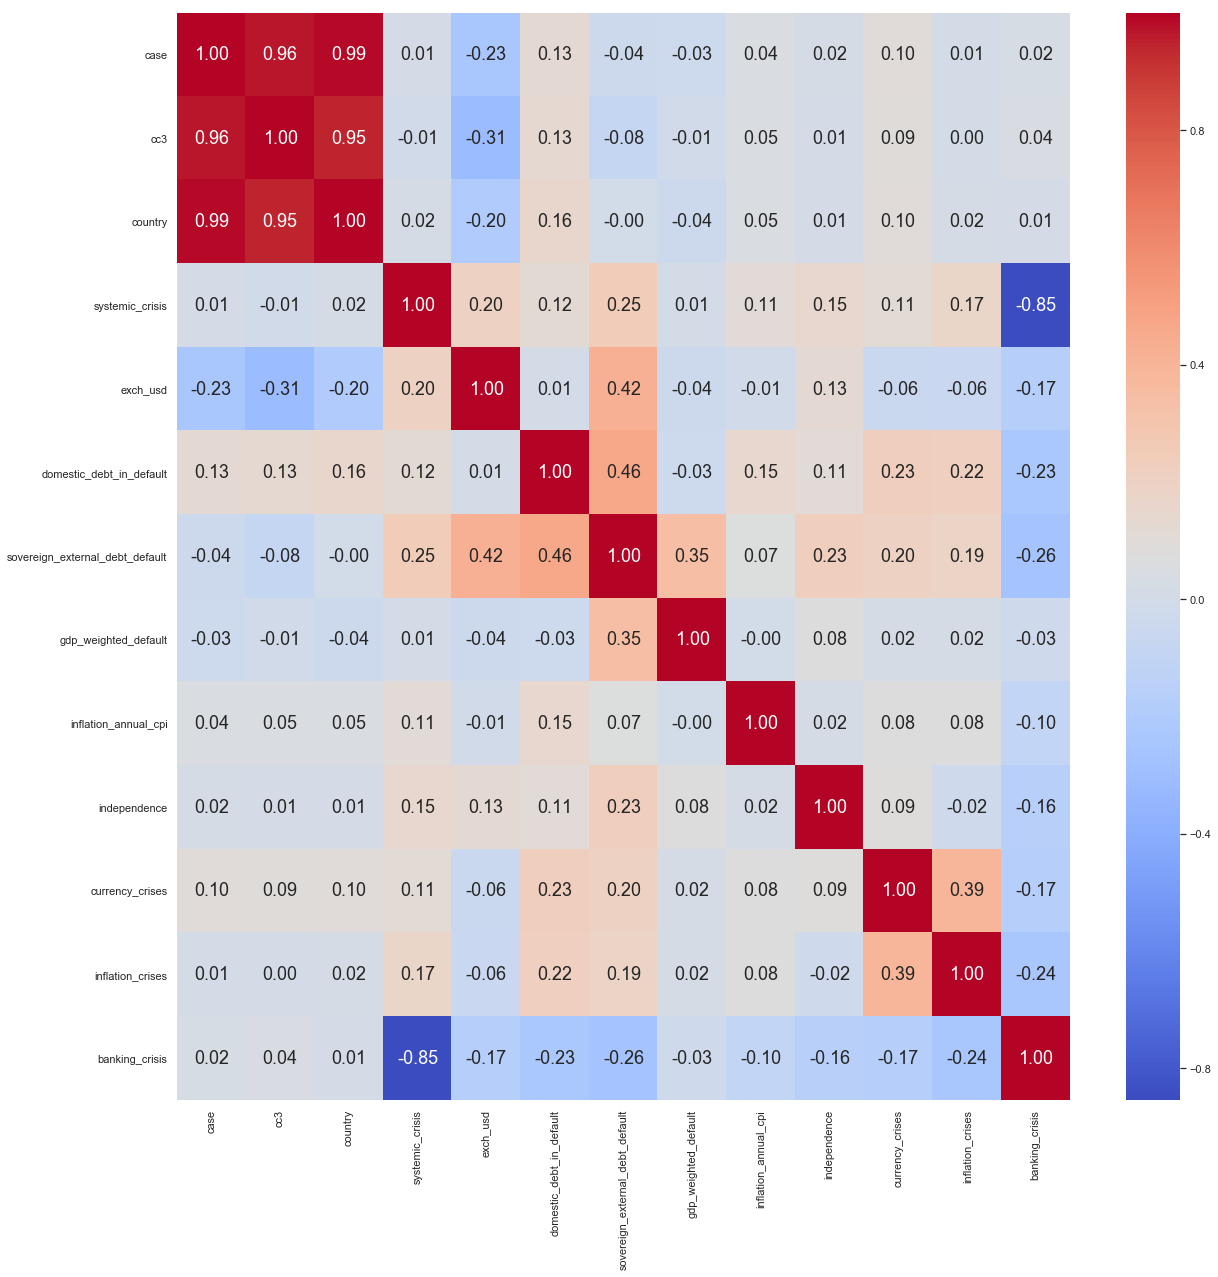 case 1.00 0.96 0.99 0.01 -0.23 0.13 -0.04 -0.03 0.04 0.02 0.10 0.01 0.02
cc3 0.96 1.00 0.95 -0.01 -0.31 0.13 -0.08 -0.01 0.05 0.01 0.09 0.00 0.04
country 0.99 0.95 1.00 0.02 -0.20 0.16 -0.00 -0.04 0.05 0.01 0.10 0.02 0.01
systemic_crisis 0.01 -0.01 0.02 1.00 0.20 0.12 0.25 0.01 0.11 0.15 0.11 0.17 -0.85
exch_usd -0.23 -0.31 -0.20 0.20 1.00 0.01 0.42 -0.04 -0.01 0.13 -0.06 -0.06 -0.17
domestic_debt_in_default 0.13 0.13 0.16 0.12 0.01 1.00 0.46 -0.03 0.15 0.11 0.23 0.22 -0.23
sovereign_external_debt_default -0.04 -0.08 -0.00 0.25 0.42 0.46 1.00 0.35 0.07 0.23 0.20 0.19 -0.26
gdp_weighted_default -0.03 -0.01 -0.04 0.01 -0.04 -0.03 0.35 1.00 -0.00 0.08 0.02 0.02 -0.03
inflation_annual_cpi 0.04 0.05 0.05 0.11 -0.01 0.15 0.07 -0.00 1.00 0.02 0.08 0.08 -0.10
independence 0.02 0.01 0.01 0.15 0.13 0.11 0.23 0.08 0.02 1.00 0.09 -0.02 -0.16
currency_crises 0.10 0.09 0.10 0.11 -0.06 0.23 0.20 0.02 0.08 0.09 1.00 0.39 -0.17
inflation_crises 0.01 0.00 0.02 0.17 -0.06 0.22 0.19 0.02 0.08 -0.02 0.39 1.00 -0.24
banking_crisis 0.02 0.04 0.01 -0.85 -0.17 -0.23 -0.26 -0.03 -0.10 -0.16 -0.17 -0.24 1.00
case
cc3
country
systemic_crisis
exch_usd
domestic_debt_in_default
sovereign_external_debt_default
gdp_weighted_default
inflation_annual_cpi
independence
currency_crises
inflation_crises
banking_crisis
0.8
0.4
0.0
−0.4
−0.8